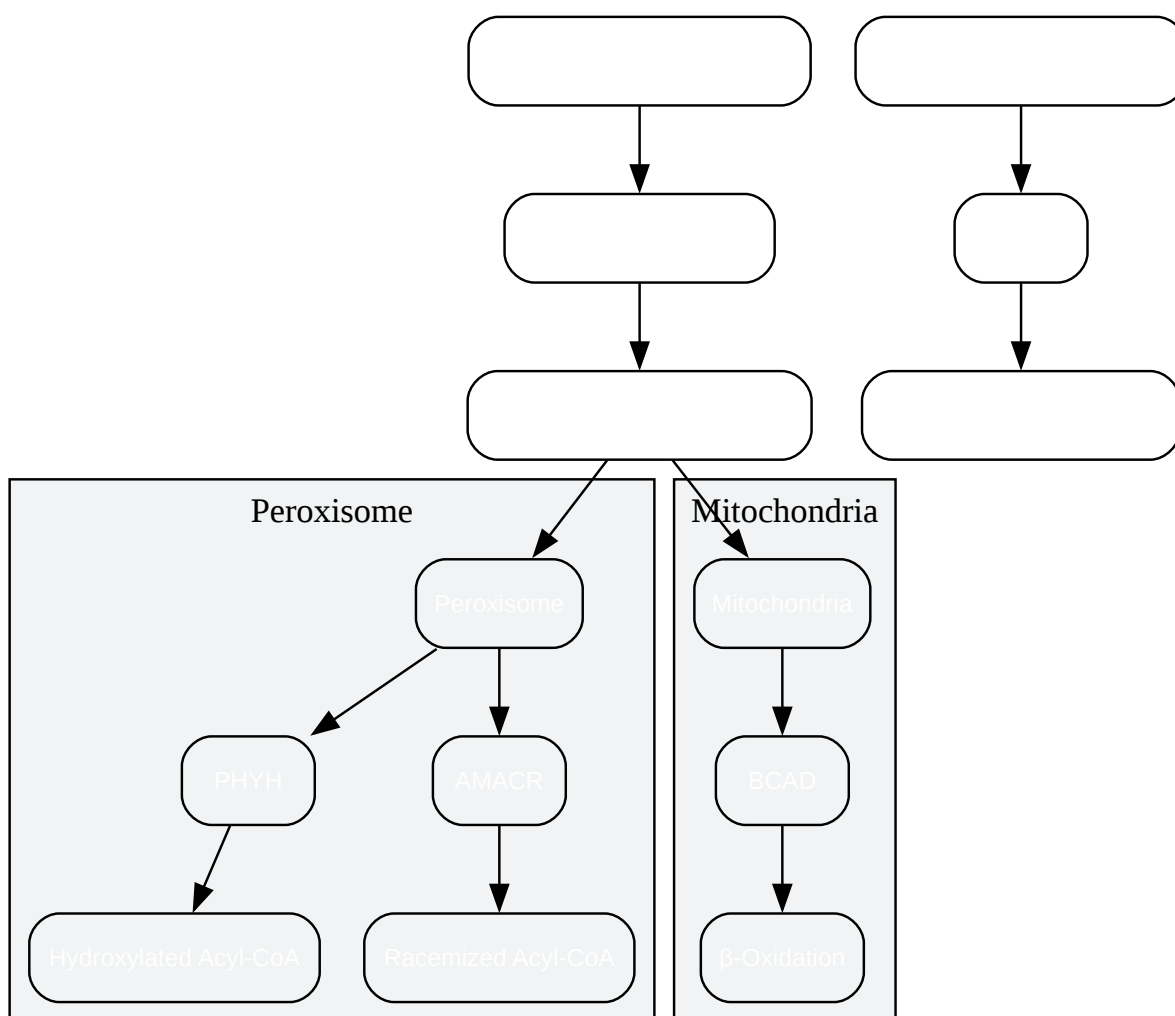 Peroxisome
Mitochondria
Peroxisome
Mitochondria
PHYH
AMACR
BCAD
Hydroxylated Acyl-CoA
Racemized Acyl-CoA
β-Oxidation